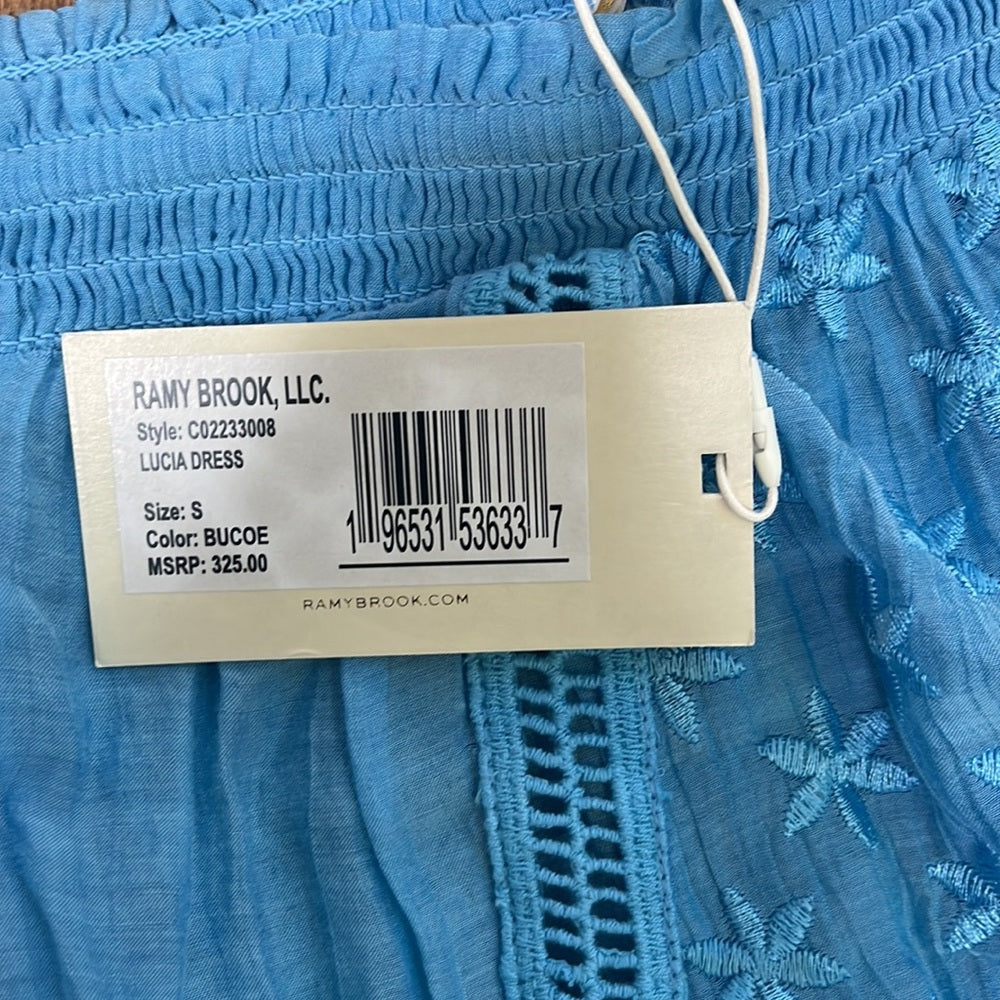 RAMY BROOK, LLC.
Style: C02233008
LUCIA DRESS
Size: S
Color: BUCOE
MSRP: 325.00
1 96531 53633 7
RAMYBROOK.COM